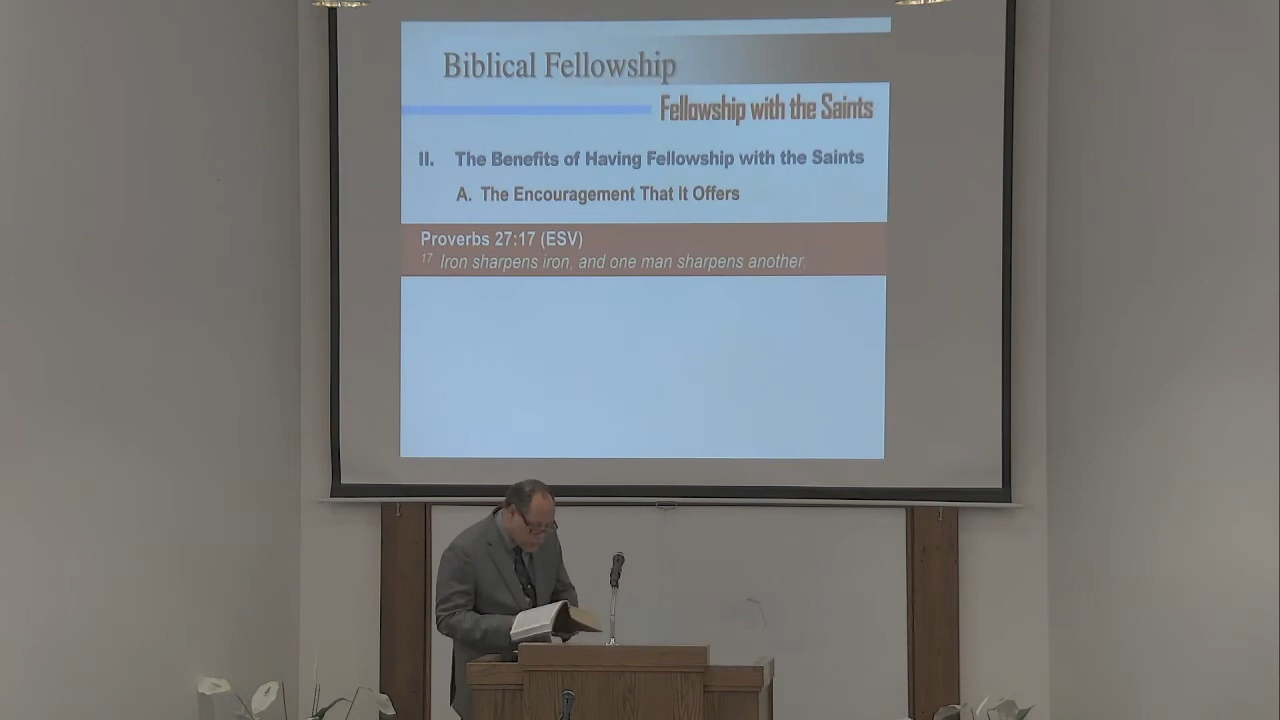 Biblical Fellowship
Fellowship with the Saints
II. The Benefits of Having Fellowship with the Saints
A. The Encouragement That It Offers
Proverbs 27:17 (ESV)
17 Iron sharpens iron, and one man sharpens another.